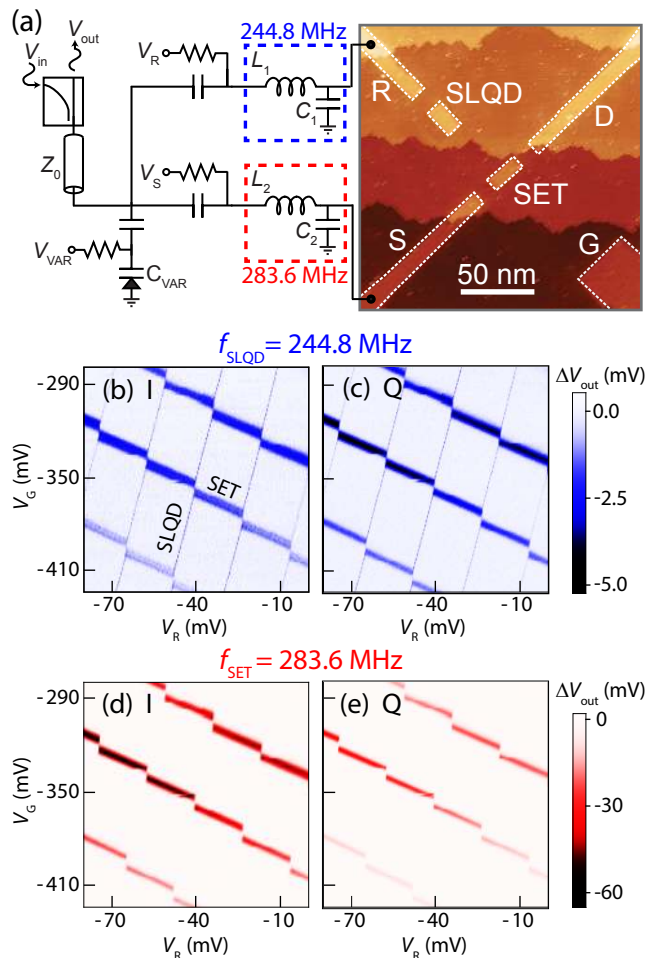 (a)
V_in
V_out
Z_0
V_R
V_S
V_VAR
C_VAR
244.8 MHz
L_1
C_1
L_2
C_2
283.6 MHz
R
SLQD
D
SET
S
G
50 nm
f_SLQD = 244.8 MHz
(b) I
(c) Q
V_G (mV)
-290
-350
-410
SLQD
SET
-70
-40
-10
V_R (mV)
-70
-40
-10
V_R (mV)
ΔV_out (mV)
0.0
-2.5
-5.0
f_SET = 283.6 MHz
(d) I
(e) Q
V_G (mV)
-290
-350
-410
-70
-40
-10
V_R (mV)
-70
-40
-10
V_R (mV)
ΔV_out (mV)
0
-30
-60